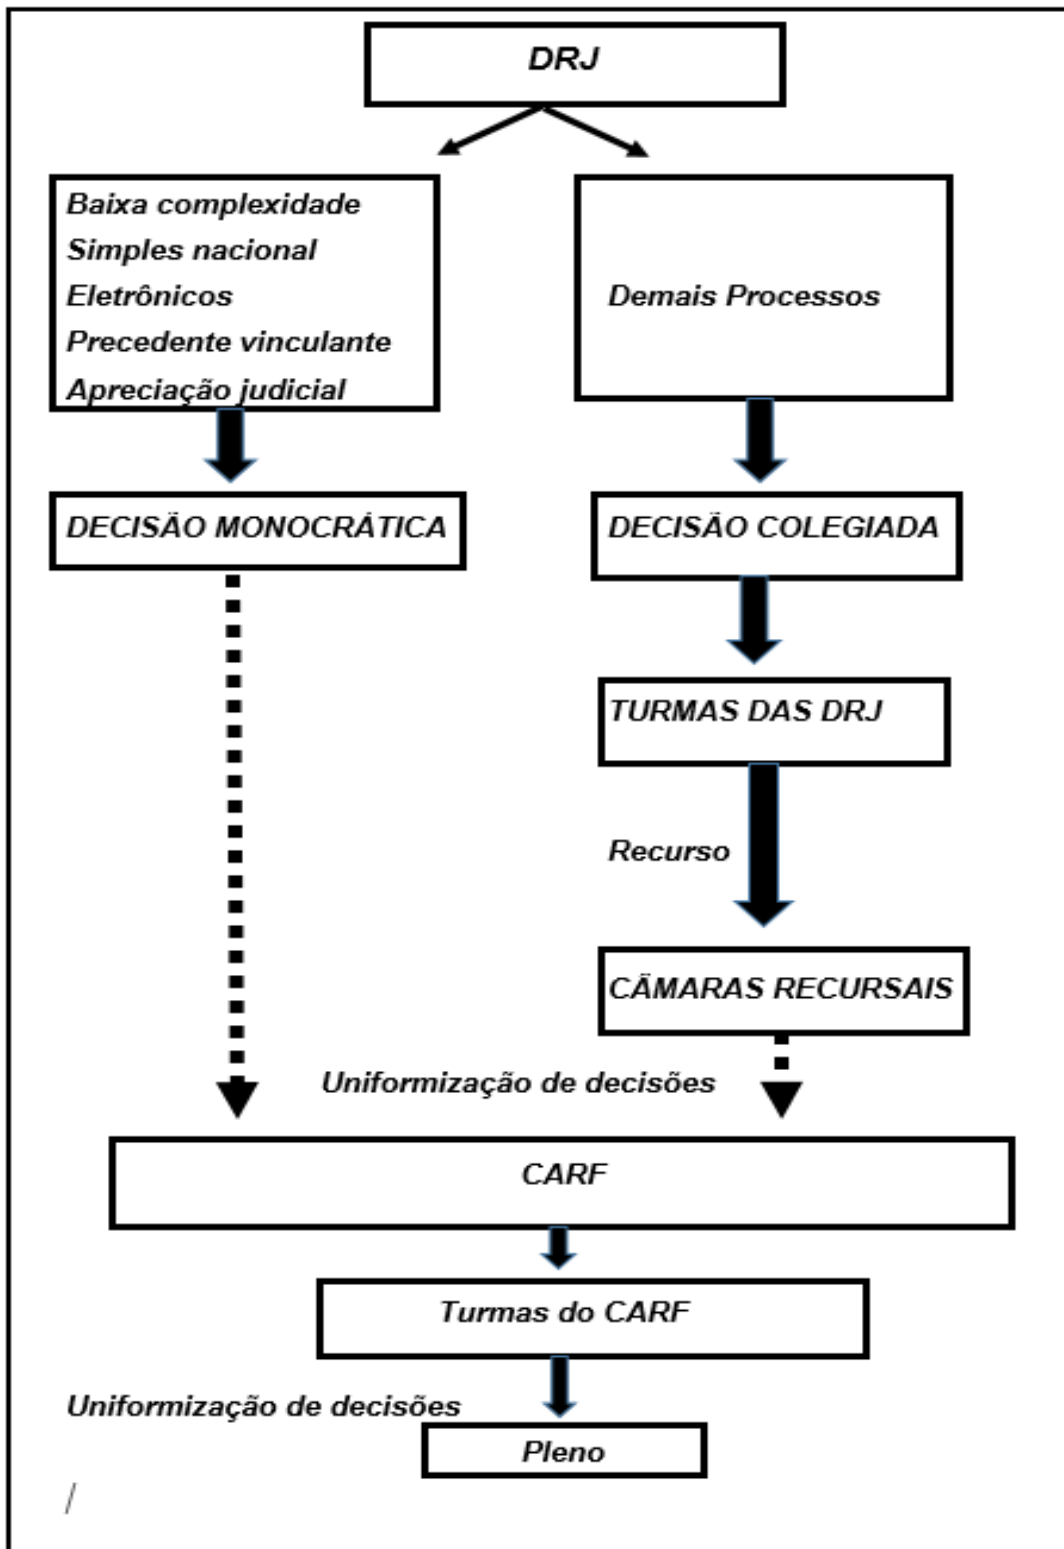 DRJ
Baixa complexidade
Simples nacional
Eletrônicos
Precedente vinculante
Apreciação judicial
Demais Processos
DECISÃO MONOCRÁTICA
DECISÃO COLEGIADA
TURMAS DAS DRJ
Recurso
CÂMARAS RECURSAIS
Uniformização de decisões
CARF
Turmas do CARF
Uniformização de decisões
Pleno
/